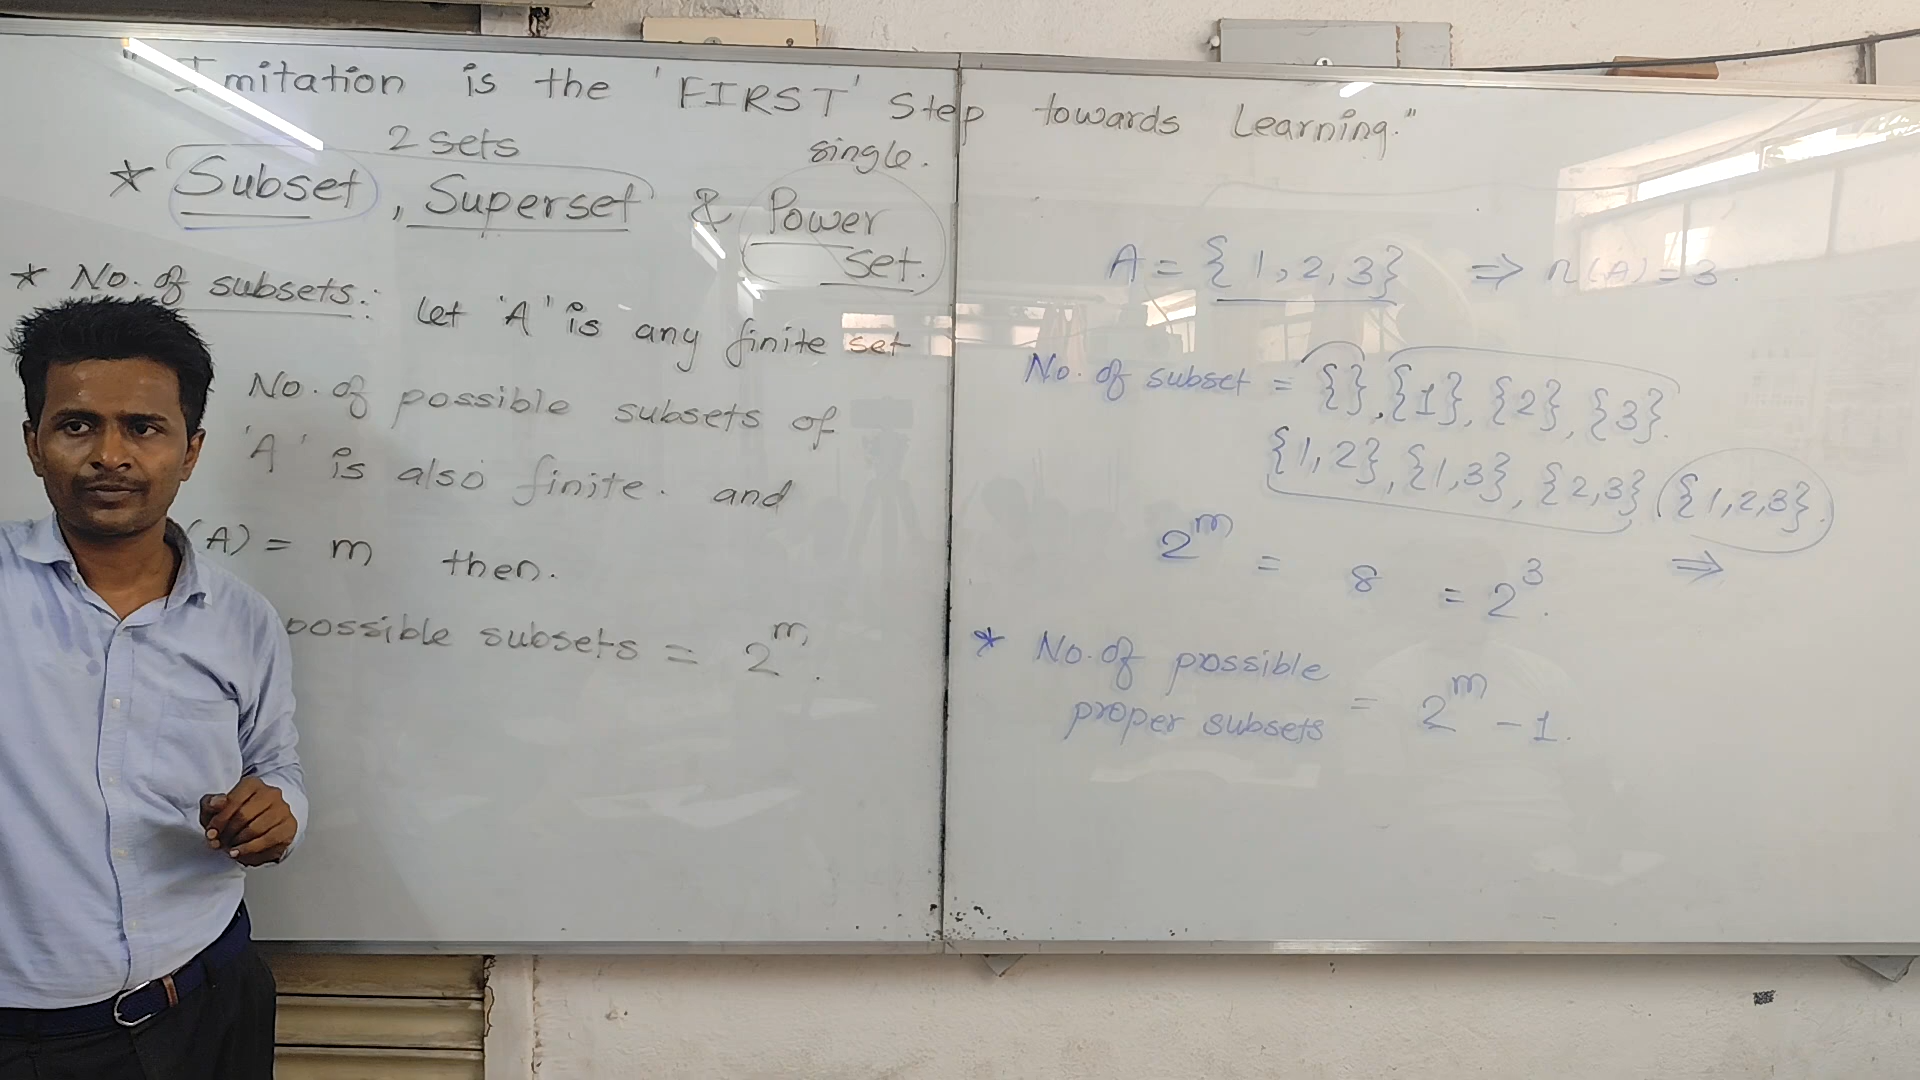 "Imitation is the 'FIRST' Step towards Learning."
2 sets single.
* Subset, Superset & Power set.
* No. of subsets: Let 'A' is any finite set
No. of possible subsets of
'A' is also finite. and
(A) = m then.
possible subsets = 2^m.
A = {1,2,3} ⇒ n(A) = 3.
No. of subset = {}, {1}, {2}, {3}.
{1,2}, {1,3}, {2,3} {1,2,3}.
2^m = 8 = 2^3. ⇒
* No. of possible
proper subsets = 2^m - 1.